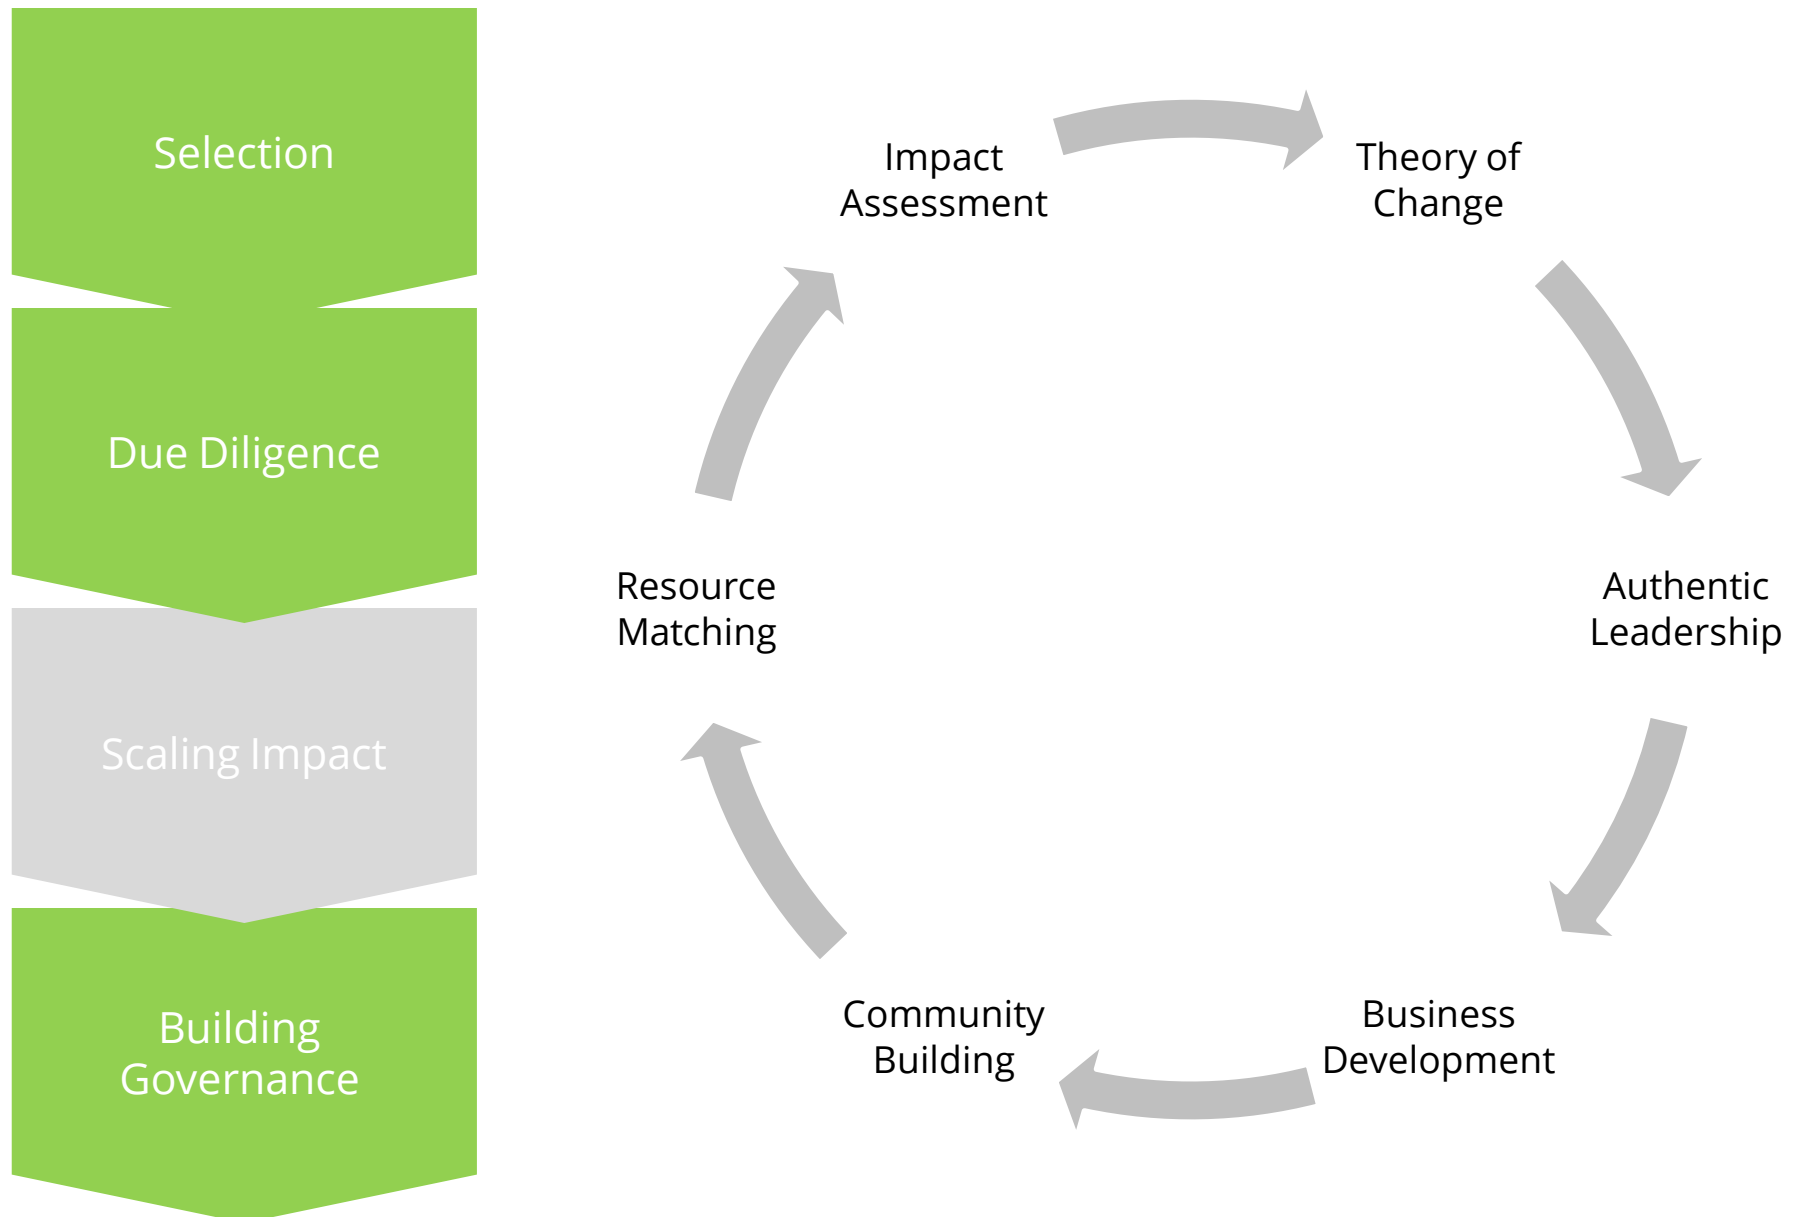 Selection
Due Diligence
Scaling Impact
Building
Governance
Impact
Assessment
Theory of
Change
Authentic
Leadership
Business
Development
Community
Building
Resource
Matching